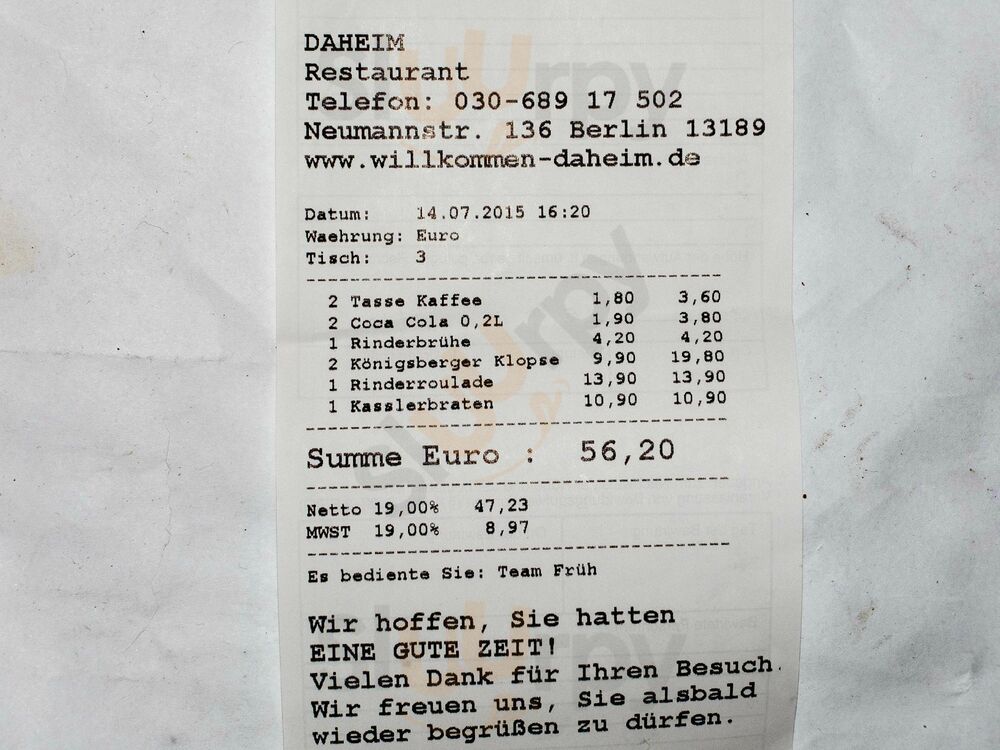 DAHEIM
Restaurant
Telefon: 030-689 17 502
Neumannstr. 136 Berlin 13189
www.willkommen-daheim.de
Datum: 14.07.2015 16:20
Waehrung: Euro
Tisch: 3
2 Tasse Kaffee 1,80 3,60
2 Coca Cola 0,2L 1,90 3,80
1 Rinderbrühe 4,20 4,20
2 Königsberger Klopse 9,90 19,80
1 Rinderroulade 13,90 13,90
1 Kasslerbraten 10,90 10,90
Summe Euro : 56,20
Netto 19,00% 47,23
MWST 19,00% 8,97
Es bediente Sie: Team Früh
Wir hoffen, Sie hatten
EINE GUTE ZEIT!
Vielen Dank für Ihren Besuch.
Wir freuen uns, Sie alsbald
wieder begrüßen zu dürfen.